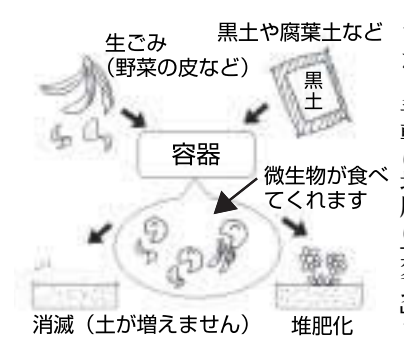 生ごみ
（野菜の皮など）
黒土や腐葉土など
黒土
容器
微生物が食べ
てくれます
消滅（土が増えません）
堆肥化